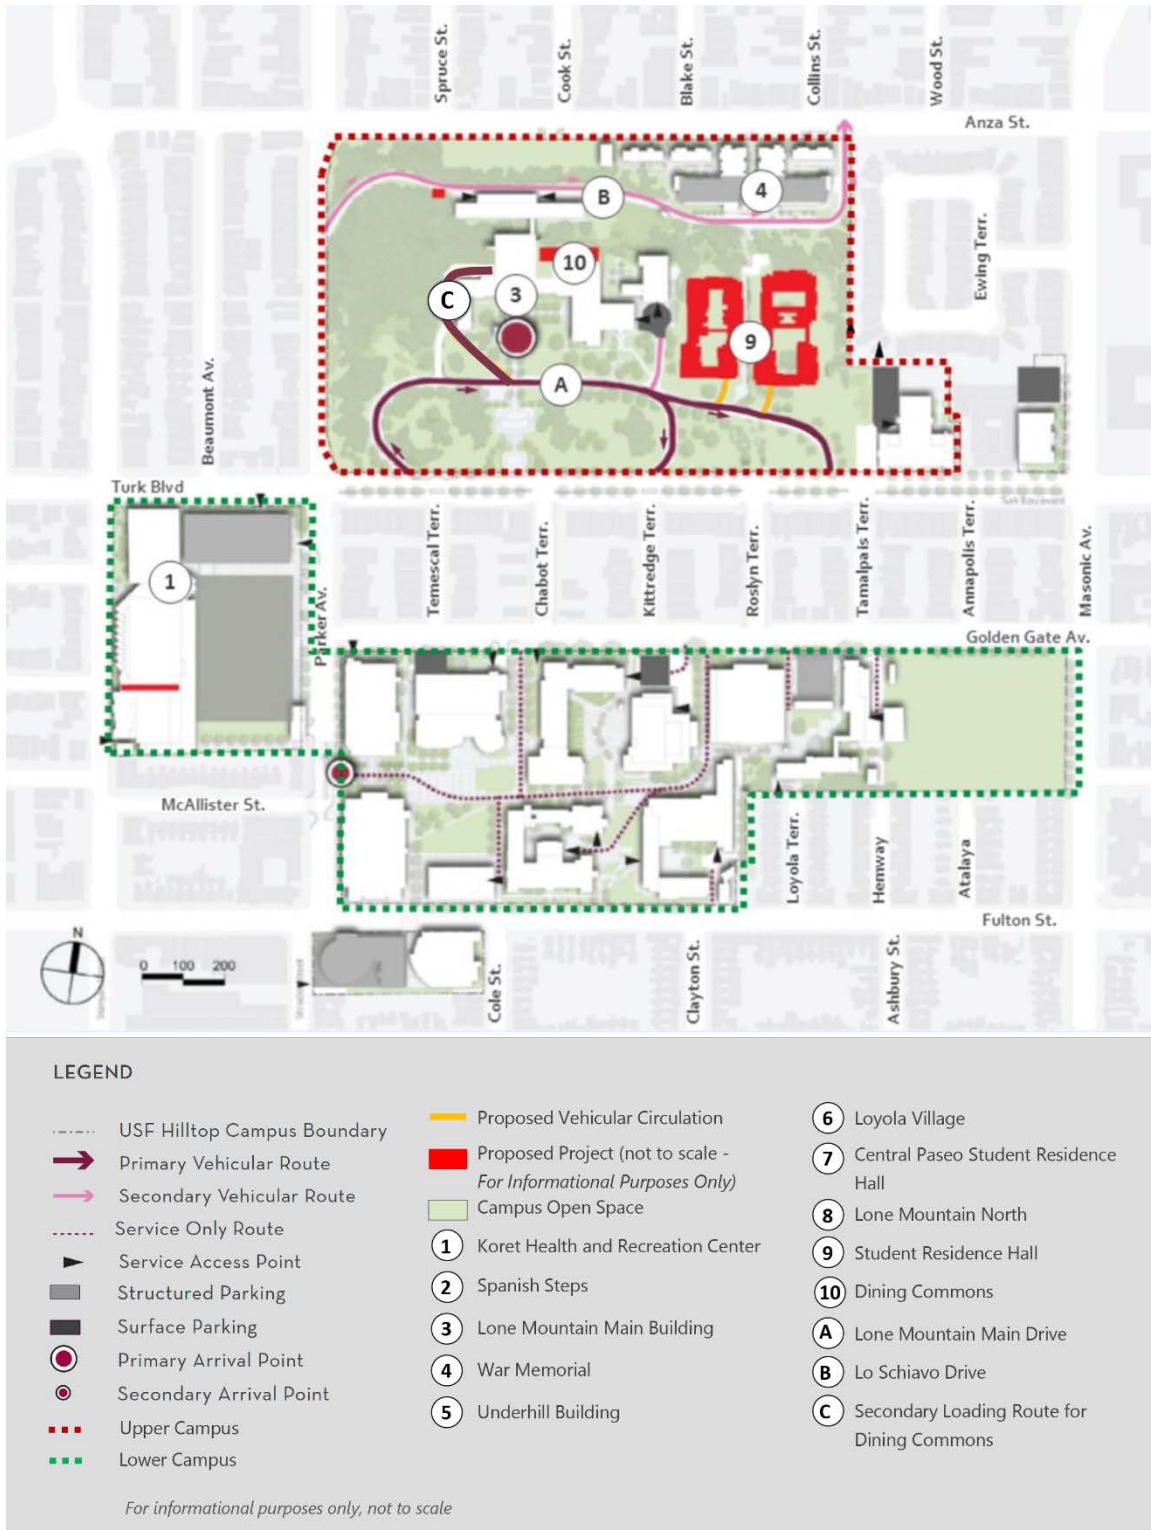 Spruce St.
Cook St.
Blake St.
Collins St.
Wood St.
Anza St.
4
B
10
3
C
Ewing Terr.
9
A
Beaumont Av.
Turk Blvd
Turk Boulevard
1
Temescal Terr.
Chabot Terr.
Kittredge Terr.
Roslyn Terr.
Tamalpais Terr.
Annapolis Terr.
Masonic Av.
Parker Av.
Golden Gate Av.
McAllister St.
Loyola Terr.
Hemway
Atalaya
Fulton St.
N
0 100 200
Cole St.
Clayton St.
Ashbury St.
LEGEND
USF Hilltop Campus Boundary
Primary Vehicular Route
Secondary Vehicular Route
Service Only Route
Service Access Point
Structured Parking
Surface Parking
Primary Arrival Point
Secondary Arrival Point
Upper Campus
Lower Campus
Proposed Vehicular Circulation
Proposed Project (not to scale -
For Informational Purposes Only)
Campus Open Space
1 Koret Health and Recreation Center
2 Spanish Steps
3 Lone Mountain Main Building
4 War Memorial
5 Underhill Building
6 Loyola Village
7 Central Paseo Student Residence
Hall
8 Lone Mountain North
9 Student Residence Hall
10 Dining Commons
A Lone Mountain Main Drive
B Lo Schiavo Drive
C Secondary Loading Route for
Dining Commons
For informational purposes only, not to scale